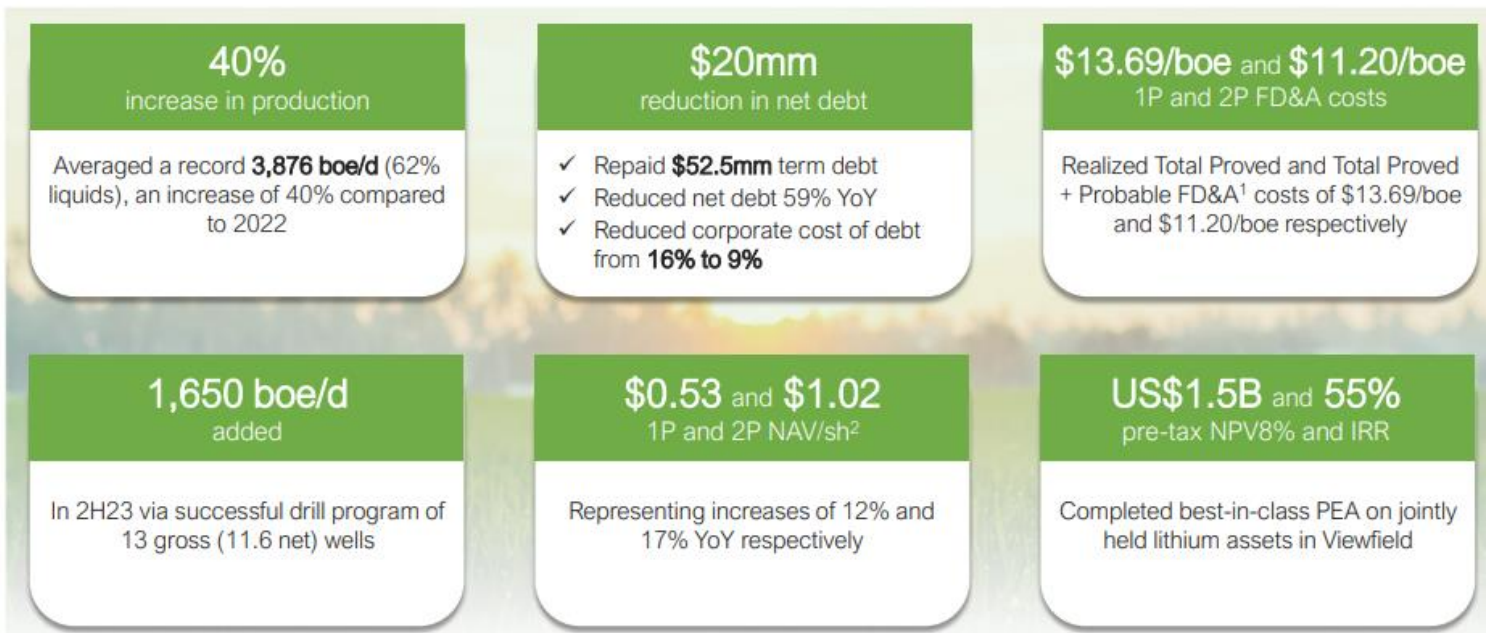 40%
increase in production
Averaged a record 3,876 boe/d (62%
liquids), an increase of 40% compared
to 2022
$20mm
reduction in net debt
✓ Repaid $52.5mm term debt
✓ Reduced net debt 59% YoY
✓ Reduced corporate cost of debt
from 16% to 9%
$13.69/boe and $11.20/boe
1P and 2P FD&A costs
Realized Total Proved and Total Proved
+ Probable FD&A¹ costs of $13.69/boe
and $11.20/boe respectively
1,650 boe/d
added
In 2H23 via successful drill program of
13 gross (11.6 net) wells
$0.53 and $1.02
1P and 2P NAV/sh²
Representing increases of 12% and
17% YoY respectively
US$1.5B and 55%
pre-tax NPV8% and IRR
Completed best-in-class PEA on jointly
held lithium assets in Viewfield